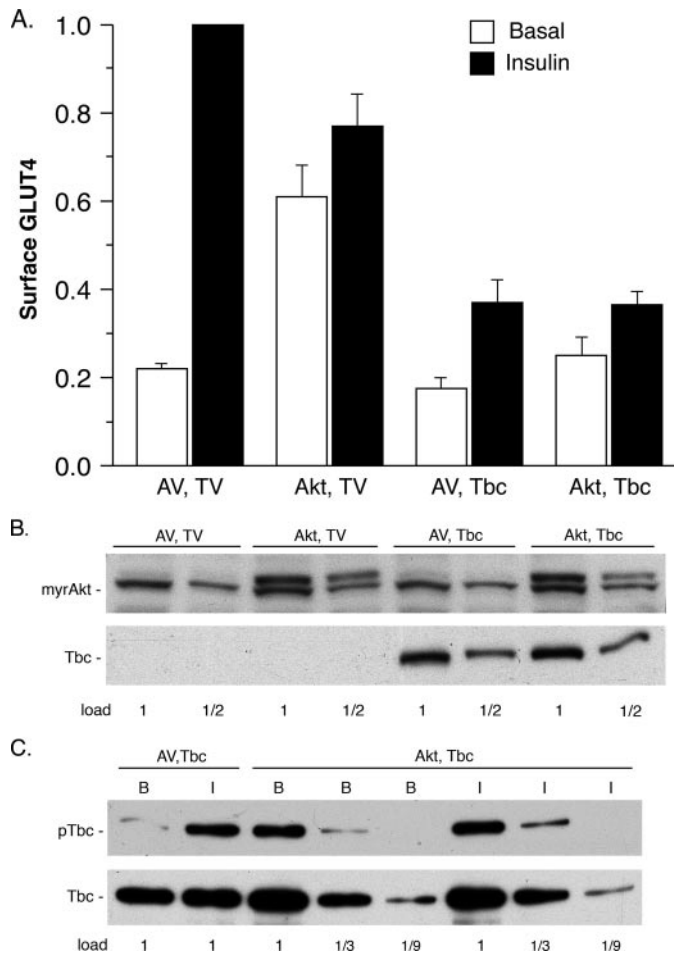 A.
Basal
Insulin
Surface GLUT4
1.0
0.8
0.6
0.4
0.2
0.0
AV, TV Akt, TV AV, Tbc Akt, Tbc
B.
AV, TV Akt, TV AV, Tbc Akt, Tbc
myrAkt -
Tbc -
load 1 1/2 1 1/2 1 1/2 1 1/2
C.
AV,Tbc Akt, Tbc
B I B B B I I I
pTbc -
Tbc -
load 1 1 1 1/3 1/9 1 1/3 1/9